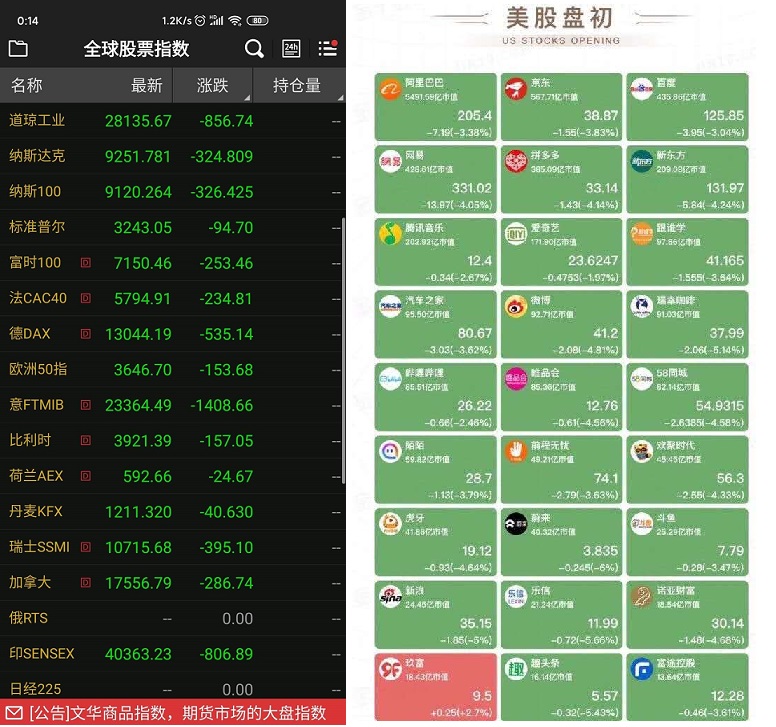 0:14
1.2K/s
80
全球股票指数
24h
名称 最新 涨跌 持仓量
道琼工业 28135.67 -856.74 --
纳斯达克 9251.781 -324.809 --
纳斯100 9120.264 -326.425 --
标准普尔 3243.05 -94.70 --
富时100 回 7150.46 -253.46 --
法CAC40 回 5794.91 -234.81 --
德DAX 回 13044.19 -535.14 --
欧洲50指 3646.70 -153.68 --
意FTMIB 回 23364.49 -1408.66 --
比利时 回 3921.39 -157.05 --
荷兰AEX 回 592.66 -24.67 --
丹麦KFX 1211.320 -40.630 --
瑞士SSMI 回 10715.68 -395.10 --
加拿大 回 17556.79 -286.74 --
俄RTS -- 0.00 --
印SENSEX 40363.23 -806.89 --
日经225 -- 0.00 --
[公告]文华商品指数，期货市场的大盘指数
美股盘初
US STOCKS OPENING
阿里巴巴
5491.59亿市值
205.4
-7.19(-3.38%)
京东
567.71亿市值
38.87
-1.55(-3.83%)
百度
435.86亿市值
125.85
-3.95(-3.04%)
网易
428.61亿市值
331.02
-13.97(-4.05%)
拼多多
385.09亿市值
33.14
-1.43(-4.14%)
新东方
209.38亿市值
131.97
-5.84(-4.24%)
腾讯音乐
202.92亿市值
12.4
-0.34(-2.67%)
爱奇艺
171.90亿市值
23.6247
-0.4753(-1.97%)
跟谁学
97.86亿市值
41.165
-1.555(-3.64%)
汽车之家
95.50亿市值
80.67
-3.03(-3.62%)
微博
92.71亿市值
41.2
-2.08(-4.81%)
瑞幸咖啡
91.03亿市值
37.99
-2.06(-5.14%)
哔哩哔哩
26.22
-0.66(-2.46%)
唯品会
12.76
-0.61(-4.56%)
58同城
82.14亿市值
54.9315
-2.6385(-4.58%)
陌陌
59.82亿市值
28.7
-1.13(-3.79%)
前程无忧
49.21亿市值
74.1
-2.79(-3.63%)
欢聚时代
45.45亿市值
56.3
-2.55(-4.33%)
虎牙
41.86亿市值
19.12
-0.93(-4.64%)
蔚来
40.32亿市值
3.835
-0.245(-6%)
斗鱼
7.79
-0.28(-3.47%)
新浪
24.45亿市值
35.15
-1.85(-5%)
乐信
21.24亿市值
11.99
-0.72(-5.66%)
诺亚财富
18.54亿市值
30.14
-1.48(-4.68%)
玖富
18.43亿市值
9.5
+0.25(+2.7%)
趣头条
16.14亿市值
5.57
-0.32(-5.43%)
富途控股
13.64亿市值
12.28
-0.46(-3.61%)